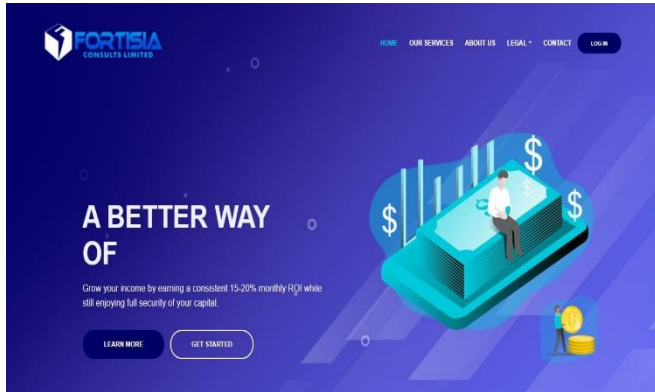 FORTISIA
CONSULTS LIMITED
HOME OUR SERVICES ABOUT US LEGAL CONTACT LOG IN
A BETTER WAY
OF
Grow your income by earning a consistent 15-20% monthly ROI while
still enjoying full security of your capital.
LEARN MORE GET STARTED
$
$
$
$